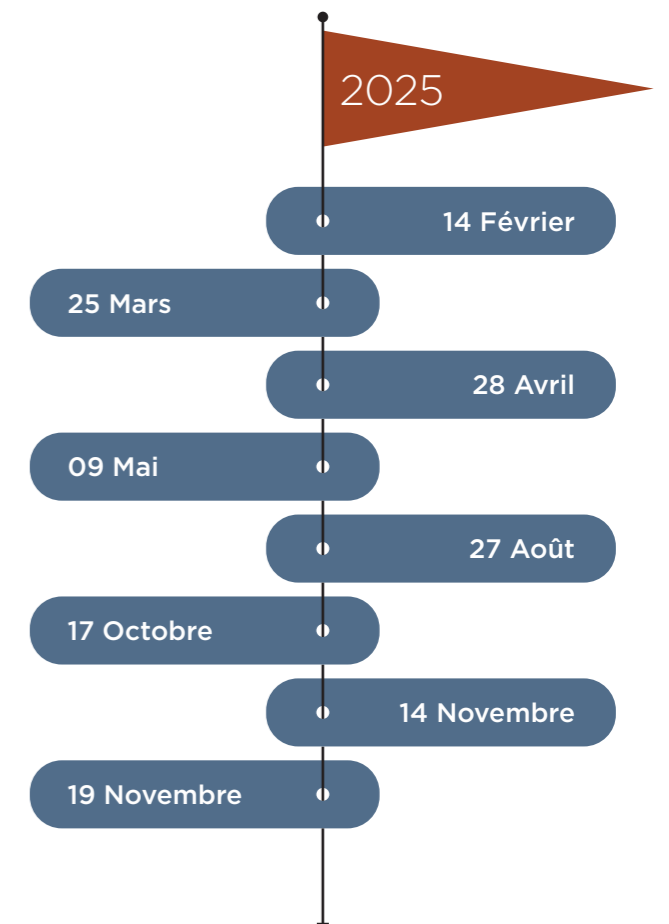 2025
14 Février
25 Mars
28 Avril
09 Mai
27 Août
17 Octobre
14 Novembre
19 Novembre